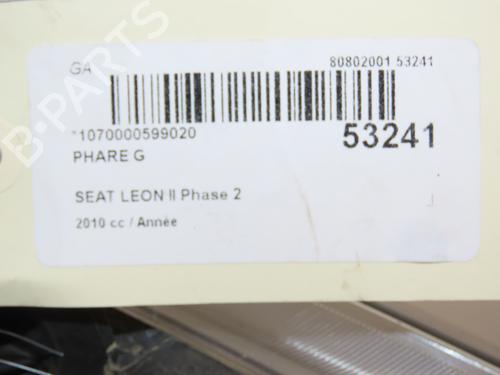 GA
80802001 53241
*1070000599020
53241
PHARE G
SEAT LEON II Phase 2
2010 cc / Année
B-PARTS